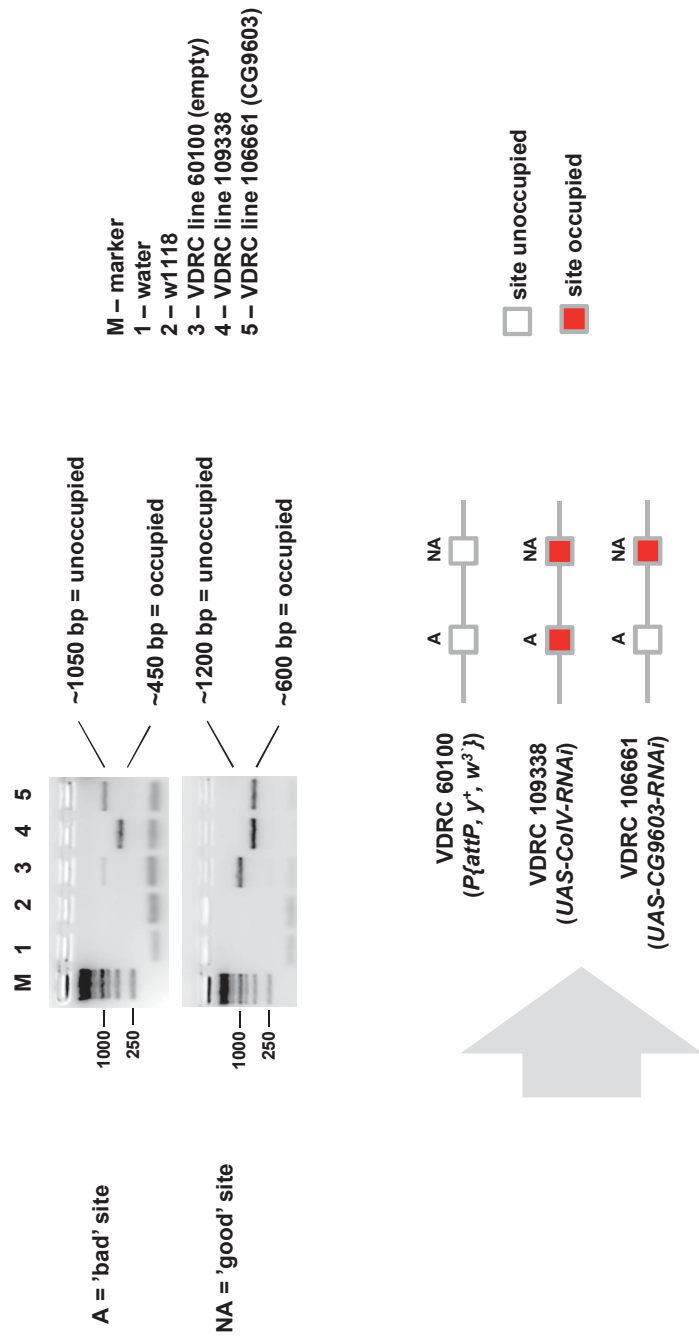 A = 'bad' site
M 1 2 3 4 5
1000
250
~1050 bp = unoccupied
~450 bp = occupied
NA = 'good' site
1000
250
~1200 bp = unoccupied
~600 bp = occupied
M – marker
1 – water
2 – w1118
3 – VDRC line 60100 (empty)
4 – VDRC line 109338
5 – VDRC line 106661 (CG9603)
VDRC 60100
(P{attP, y⁺, w³'})
A NA
VDRC 109338
(UAS-ColV-RNAi)
A NA
VDRC 106661
(UAS-CG9603-RNAi)
A NA
site unoccupied
site occupied